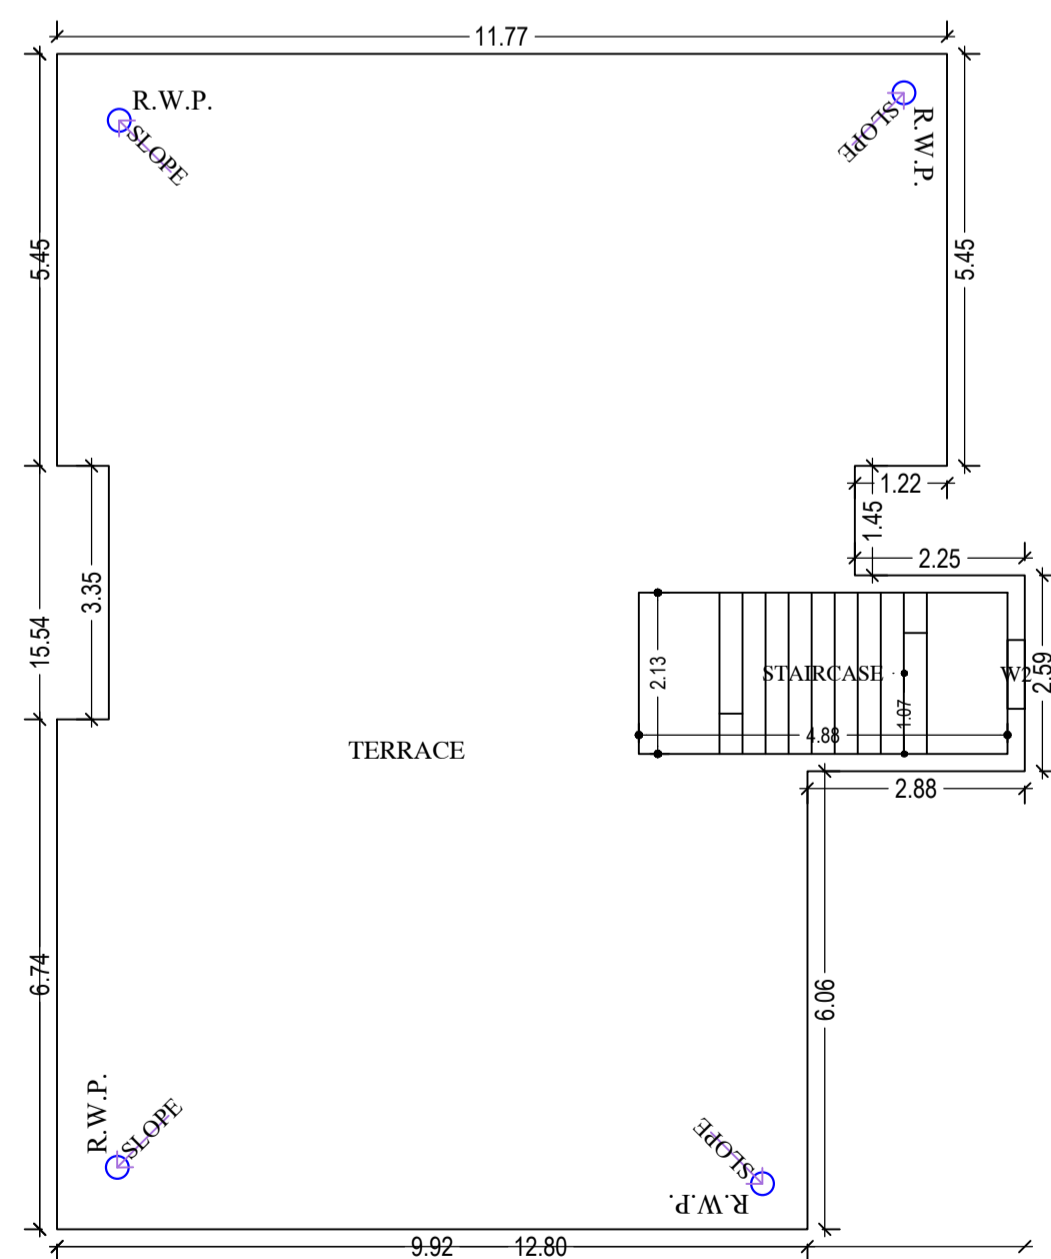 11.77
R.W.P.
SLOPE
SLOPE
R.W.P.
5.45
5.45
1.22
1.45
2.25
3.35
15.54
2.13
STAIRCASE
W2
2.59
1.07
4.88
TERRACE
2.88
6.74
6.06
R.W.P.
SLOPE
SLOPE
R.W.P.
9.92
12.80